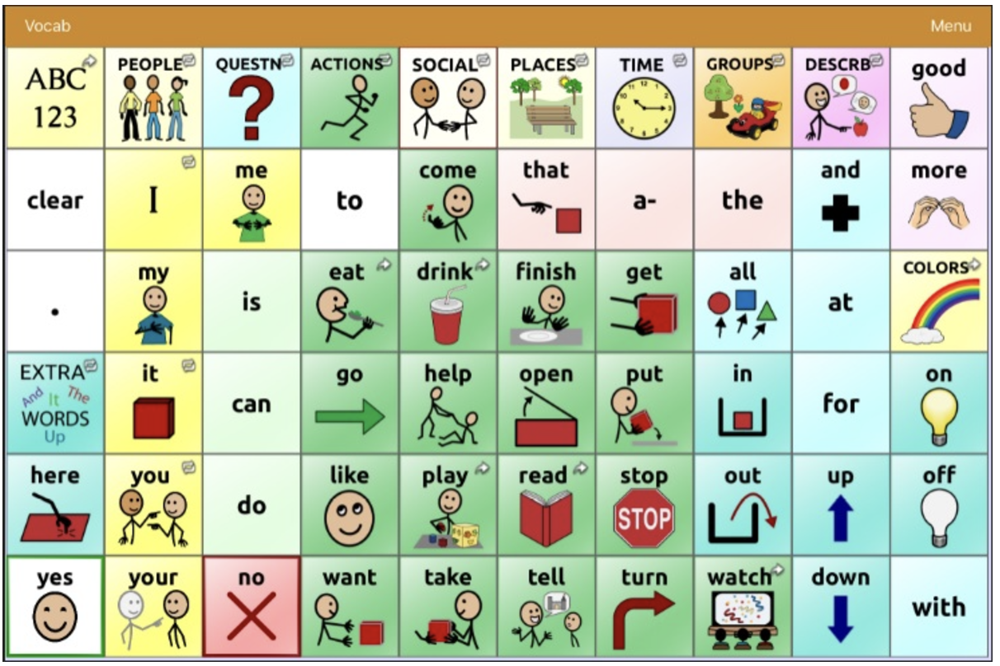 Vocab Menu
ABC 123 PEOPLE QUESTN ACTIONS SOCIAL PLACES TIME GROUPS DESCRB good
clear I me to come that a- the and more
. my is eat drink finish get all at COLORS
EXTRA And It The WORDS Up it can go help open put in for on
here you do like play read stop STOP out up off
yes your no want take tell turn watch down with